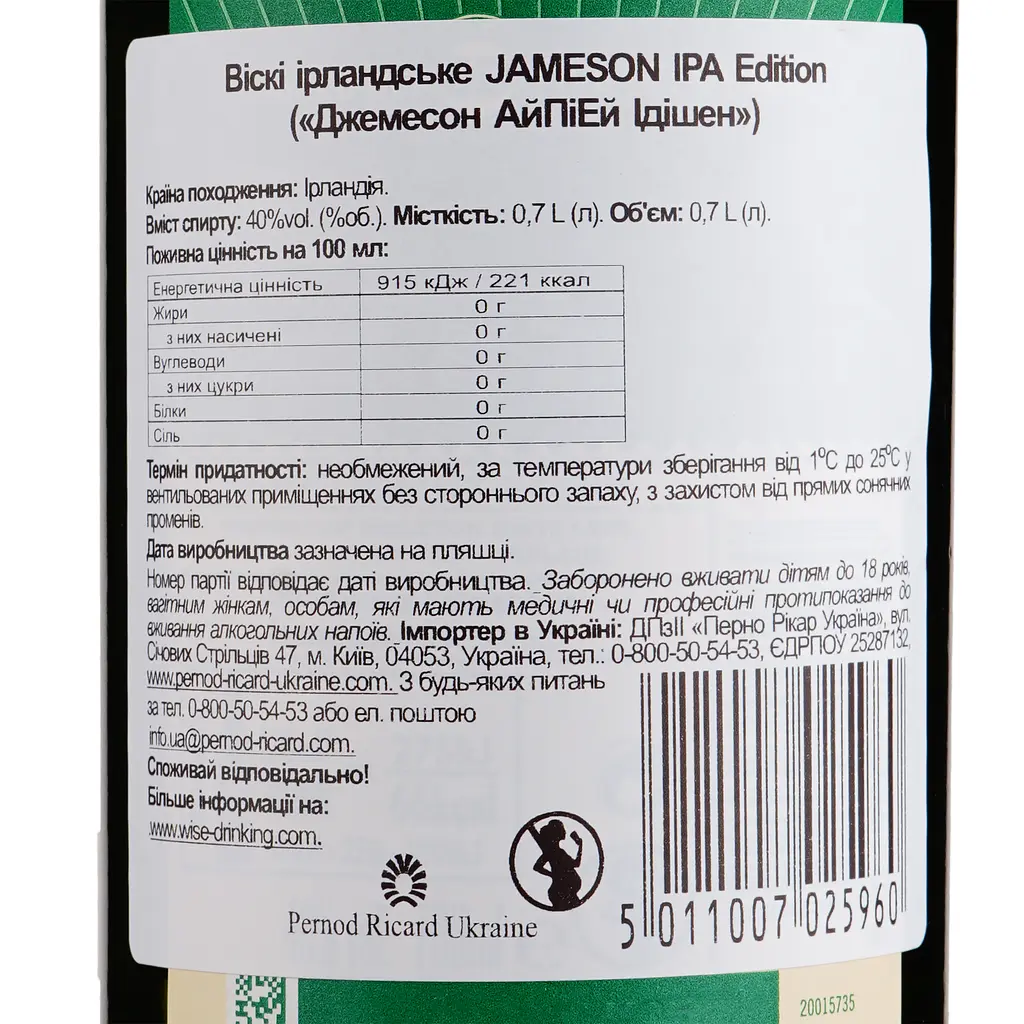 Віскі ірландське JAMESON IPA Edition
(«Джемесон АйПіЕй Ідішен»)
Країна походження: Ірландія.
Вміст спирту: 40%vol. (%об.). Місткість: 0,7 L (л). Об'єм: 0,7 L (л).
Поживна цінність на 100 мл:
Енергетична цінність 915 кДж / 221 ккал
Жири 0 г
з них насичені 0 г
Вуглеводи 0 г
з них цукри 0 г
Білки 0 г
Сіль 0 г
Термін придатності: необмежений, за температури зберігання від 1⁰С до 25⁰С у
вентильованих приміщеннях без стороннього запаху, з захистом від прямих сонячних
променів.
Дата виробництва зазначена на пляшці.
Номер партії відповідає даті виробництва. Заборонено вживати дітям до 18 років,
вагітним жінкам, особам, які мають медичні чи професійні протипоказання до
вживання алкогольних напоїв. Імпортер в Україні: ДПзІІ «Перно Рікар Україна», вул.
Січових Стрільців 47, м. Київ, 04053, Україна, тел.: 0-800-50-54-53, ЄДРПОУ 25287132,
www.pernod-ricard-ukraine.com. З будь-яких питань
за тел. 0-800-50-54-53 або ел. поштою
info.ua@pernod-ricard.com.
Споживай відповідально!
Більше інформації на:
www.wise-drinking.com.
Pernod Ricard Ukraine
5 011007 025960
20015735